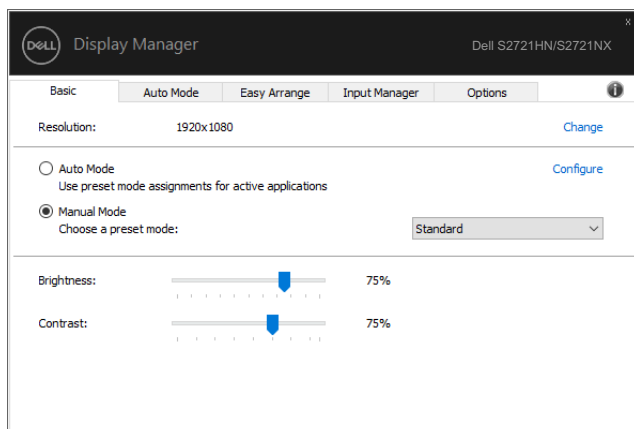 DELL Display Manager Dell S2721HN/S2721NX
x
Basic Auto Mode Easy Arrange Input Manager Options i
Resolution: 1920x1080 Change
Auto Mode Configure
Use preset mode assignments for active applications
Manual Mode
Choose a preset mode: Standard
Brightness: 75%
Contrast: 75%